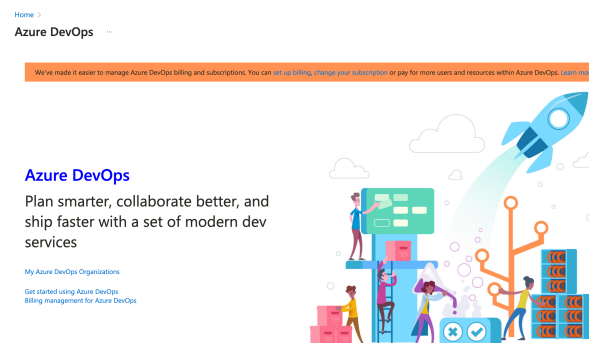 Home >
Azure DevOps ...
We've made it easier to manage Azure DevOps billing and subscriptions. You can set up billing, change your subscription or pay for more users and resources within Azure DevOps. Learn mo
Azure DevOps
Plan smarter, collaborate better, and
ship faster with a set of modern dev
services
My Azure DevOps Organizations
Get started using Azure DevOps
Billing management for Azure DevOps